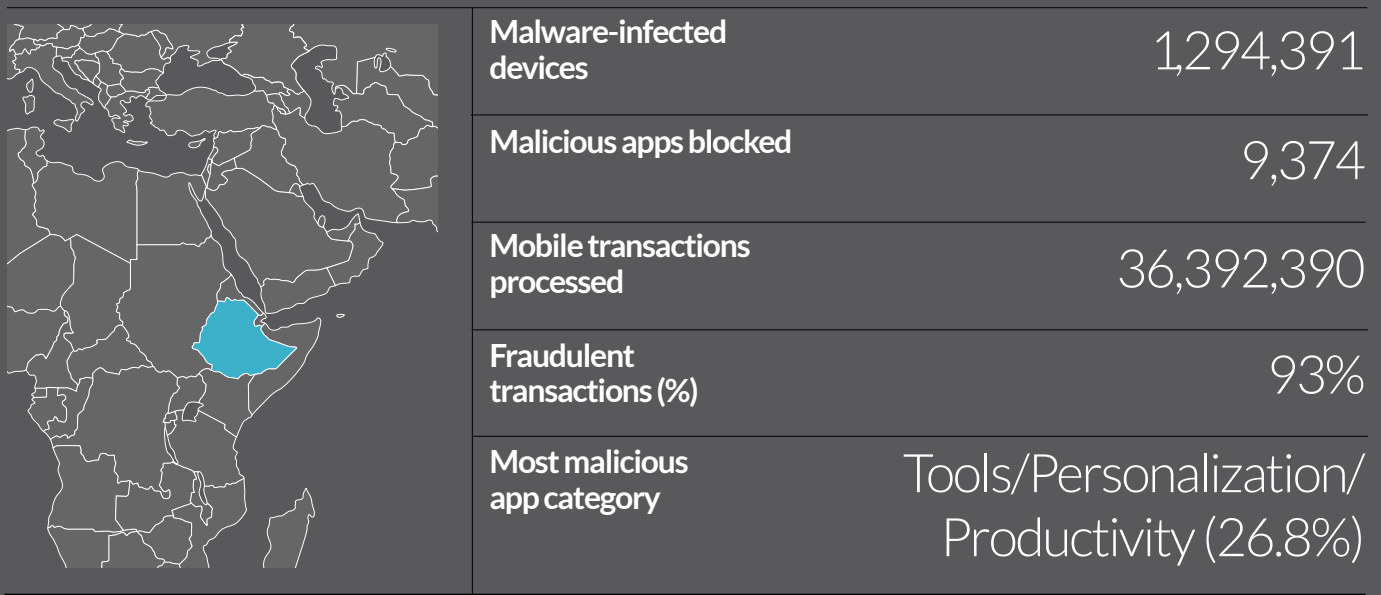 Malware-infected
devices
1,294,391
Malicious apps blocked
9,374
Mobile transactions
processed
36,392,390
Fraudulent
transactions (%)
93%
Most malicious
app category
Tools/Personalization/
Productivity (26.8%)